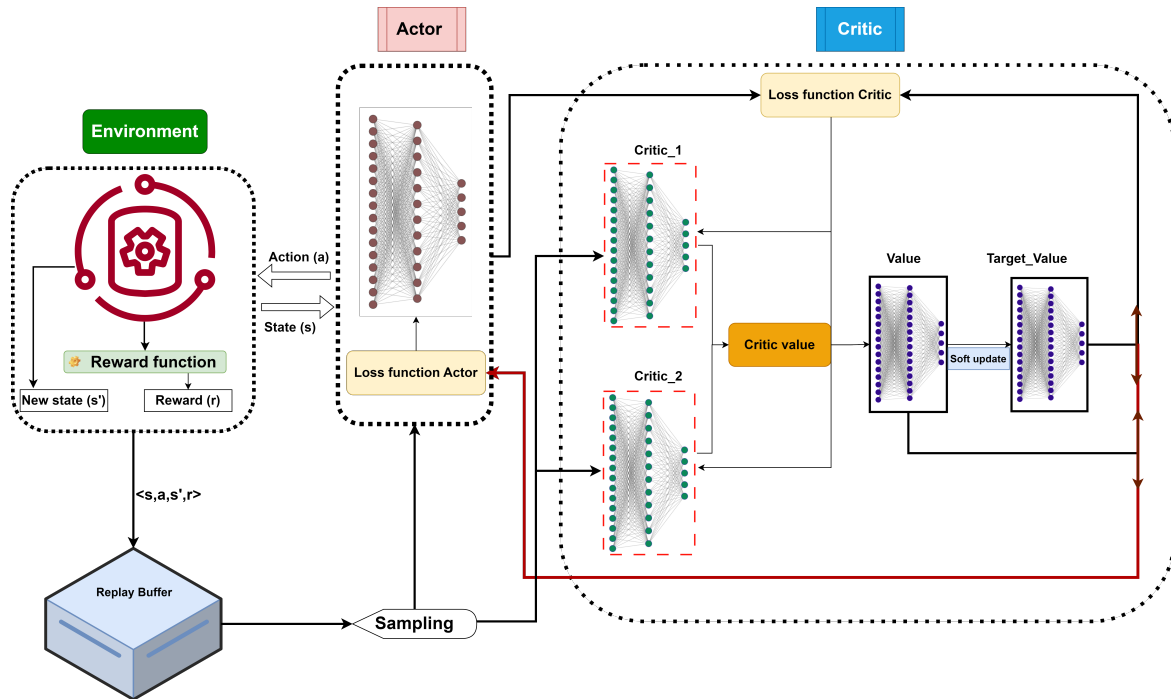 Actor
Critic
Environment
Loss function Critic
Critic_1
Action (a)
State (s)
Value
Target_Value
Reward function
Loss function Actor
Critic value
Soft update
New state (s')
Reward (r)
Critic_2
<s,a,s',r>
Replay Buffer
Sampling